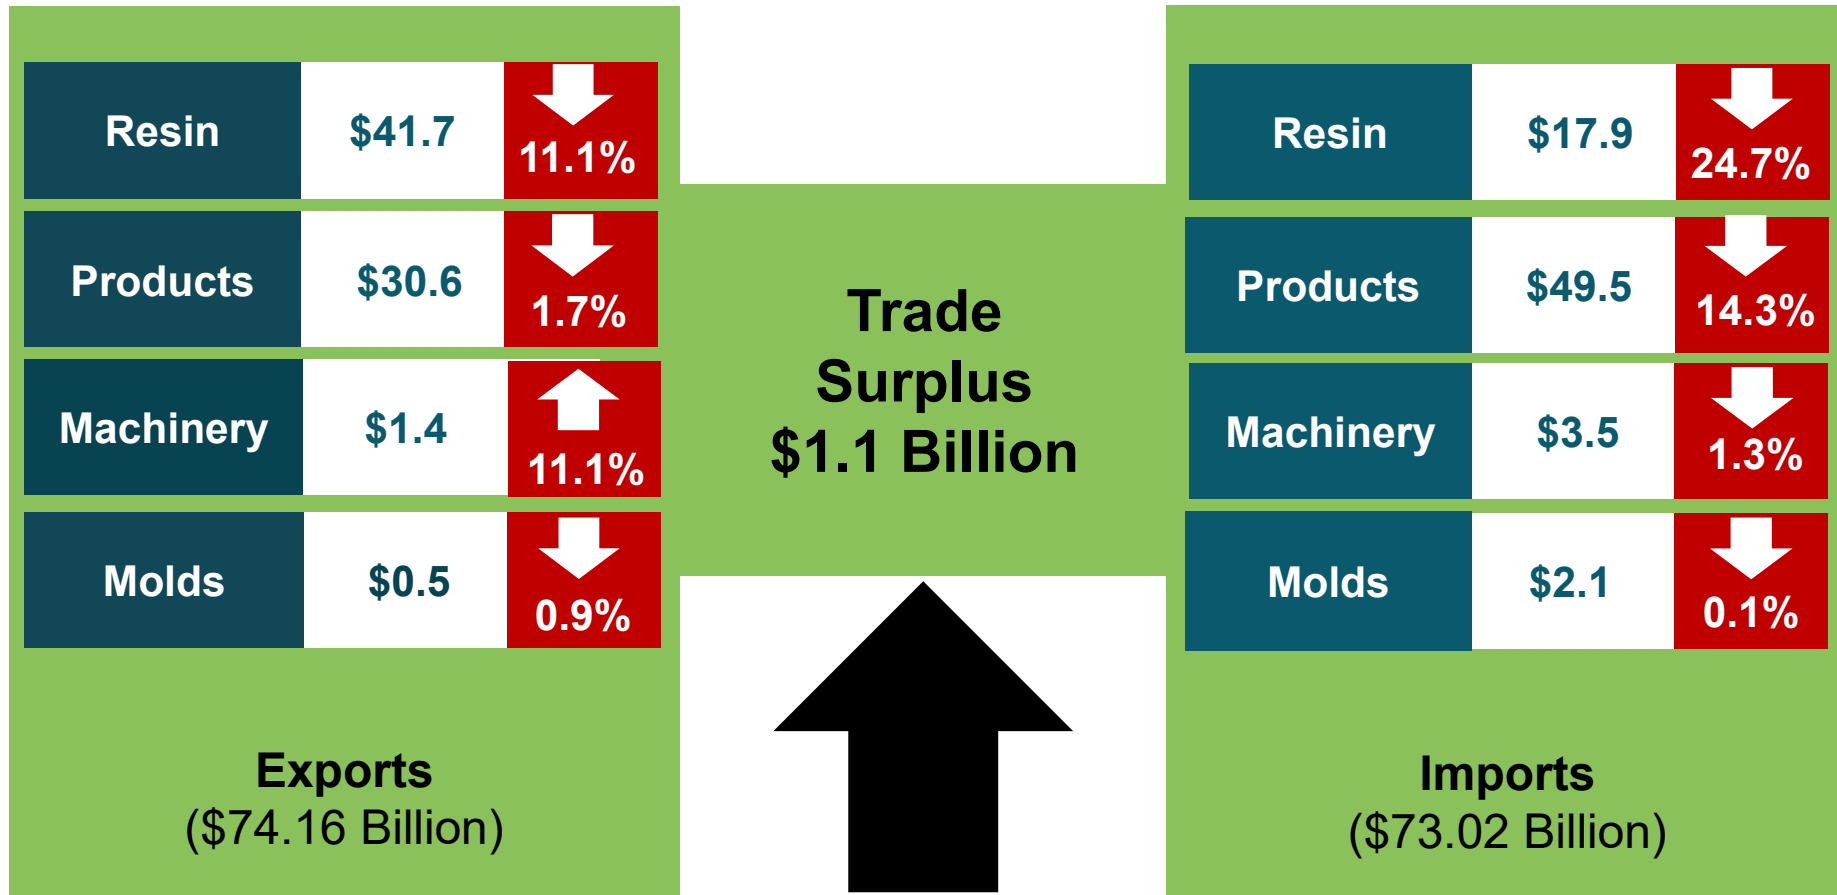 Resin $41.7 11.1%
Products $30.6 1.7%
Machinery $1.4 11.1%
Molds $0.5 0.9%
Exports
($74.16 Billion)
Trade
Surplus
$1.1 Billion
Resin $17.9 24.7%
Products $49.5 14.3%
Machinery $3.5 1.3%
Molds $2.1 0.1%
Imports
($73.02 Billion)